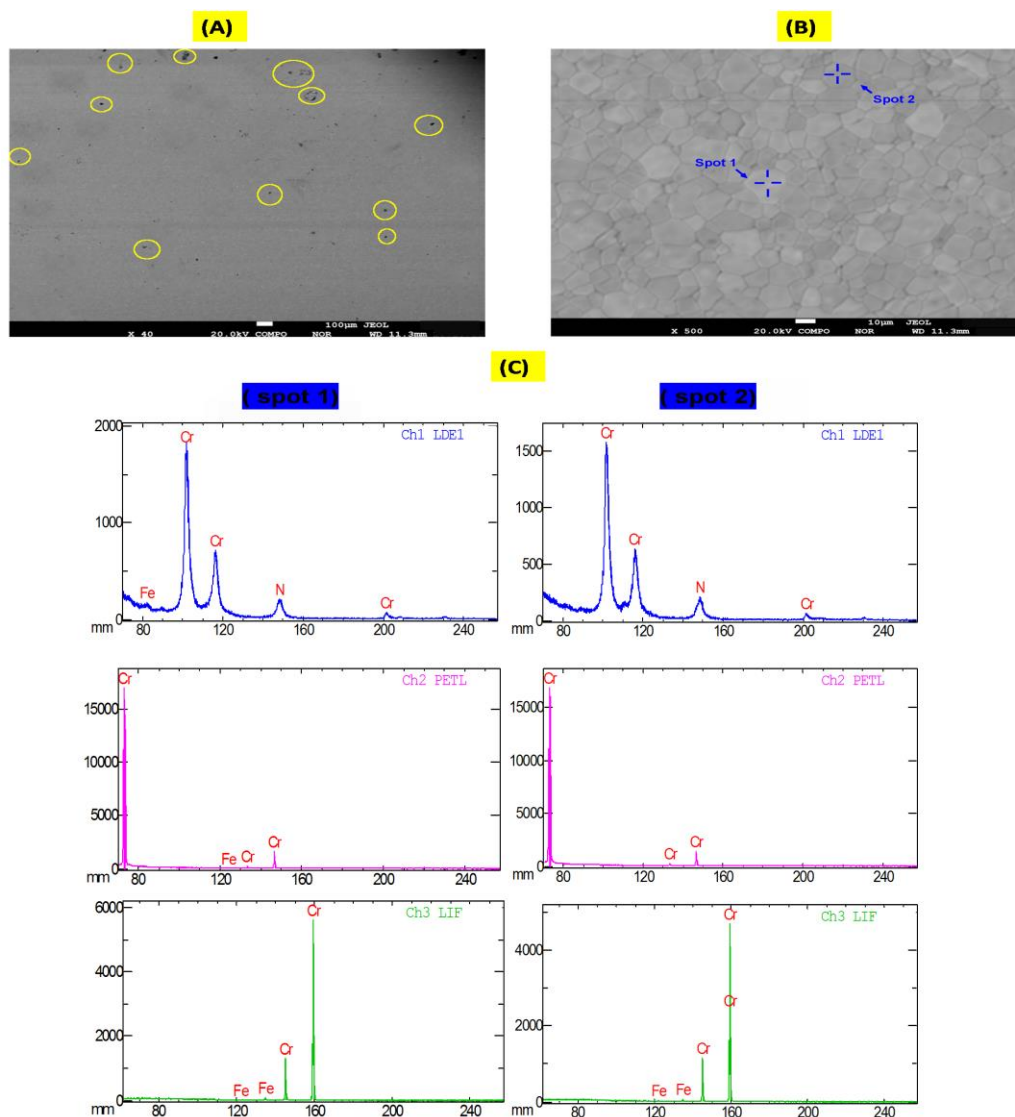 (A)
(B)
Spot 2
Spot 1
100µm JEOL
X 40 20.0kV COMPO NOR WD 11.3mm
10µm JEOL
X 500 20.0kV COMPO NOR WD 11.3mm
(C)
( spot 1)
( spot 2)
2000
1000
0
mm
Ch1 LDE1
Fe
Cr
Cr
N
Cr
80 120 160 200 240
1500
1000
500
0
mm
Ch1 LDE1
Cr
Cr
N
Cr
80 120 160 200 240
15000
10000
5000
0
mm
Ch2 PETL
Cr
Fe
Cr
Cr
80 120 160 200 240
15000
10000
5000
0
mm
Ch2 PETL
Cr
Cr
Cr
80 120 160 200 240
6000
4000
2000
0
mm
Ch3 LIF
Fe
Fe
Cr
Cr
80 120 160 200 240
4000
2000
0
mm
Ch3 LIF
Fe
Fe
Cr
Cr
Cr
80 120 160 200 240